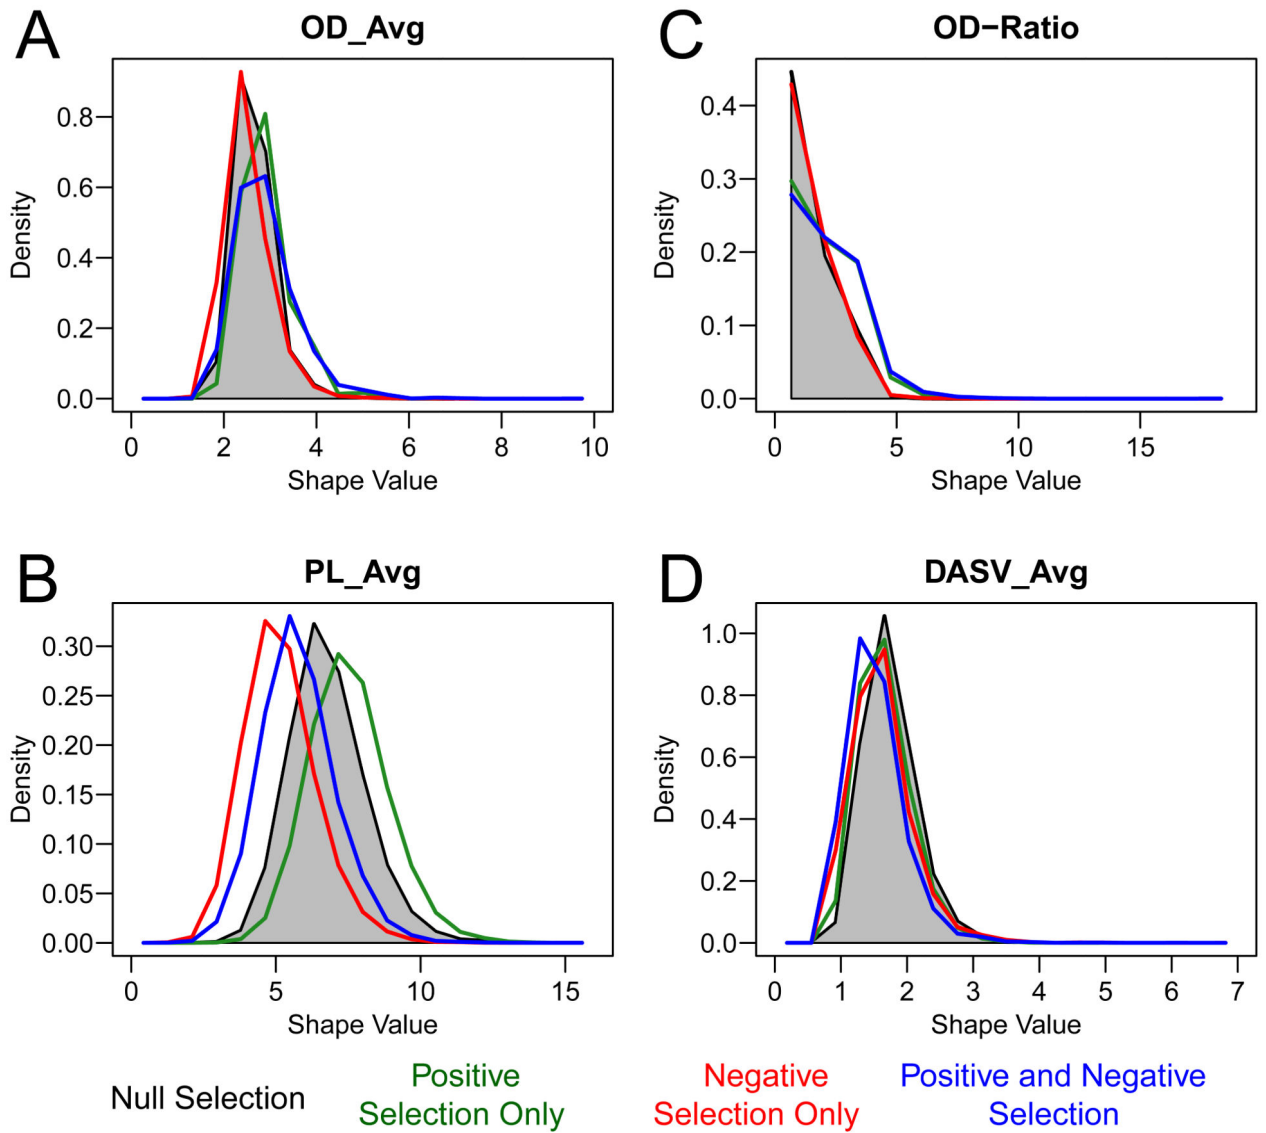 A
OD_Avg
Density
0.8
0.6
0.4
0.2
0.0
0 2 4 6 8 10
Shape Value
C
OD−Ratio
Density
0.4
0.3
0.2
0.1
0.0
0 5 10 15
Shape Value
B
PL_Avg
Density
0.30
0.25
0.20
0.15
0.10
0.05
0.00
0 5 10 15
Shape Value
D
DASV_Avg
Density
1.0
0.8
0.6
0.4
0.2
0.0
0 1 2 3 4 5 6 7
Shape Value
Null Selection
Positive
Selection Only
Negative
Selection Only
Positive and Negative
Selection